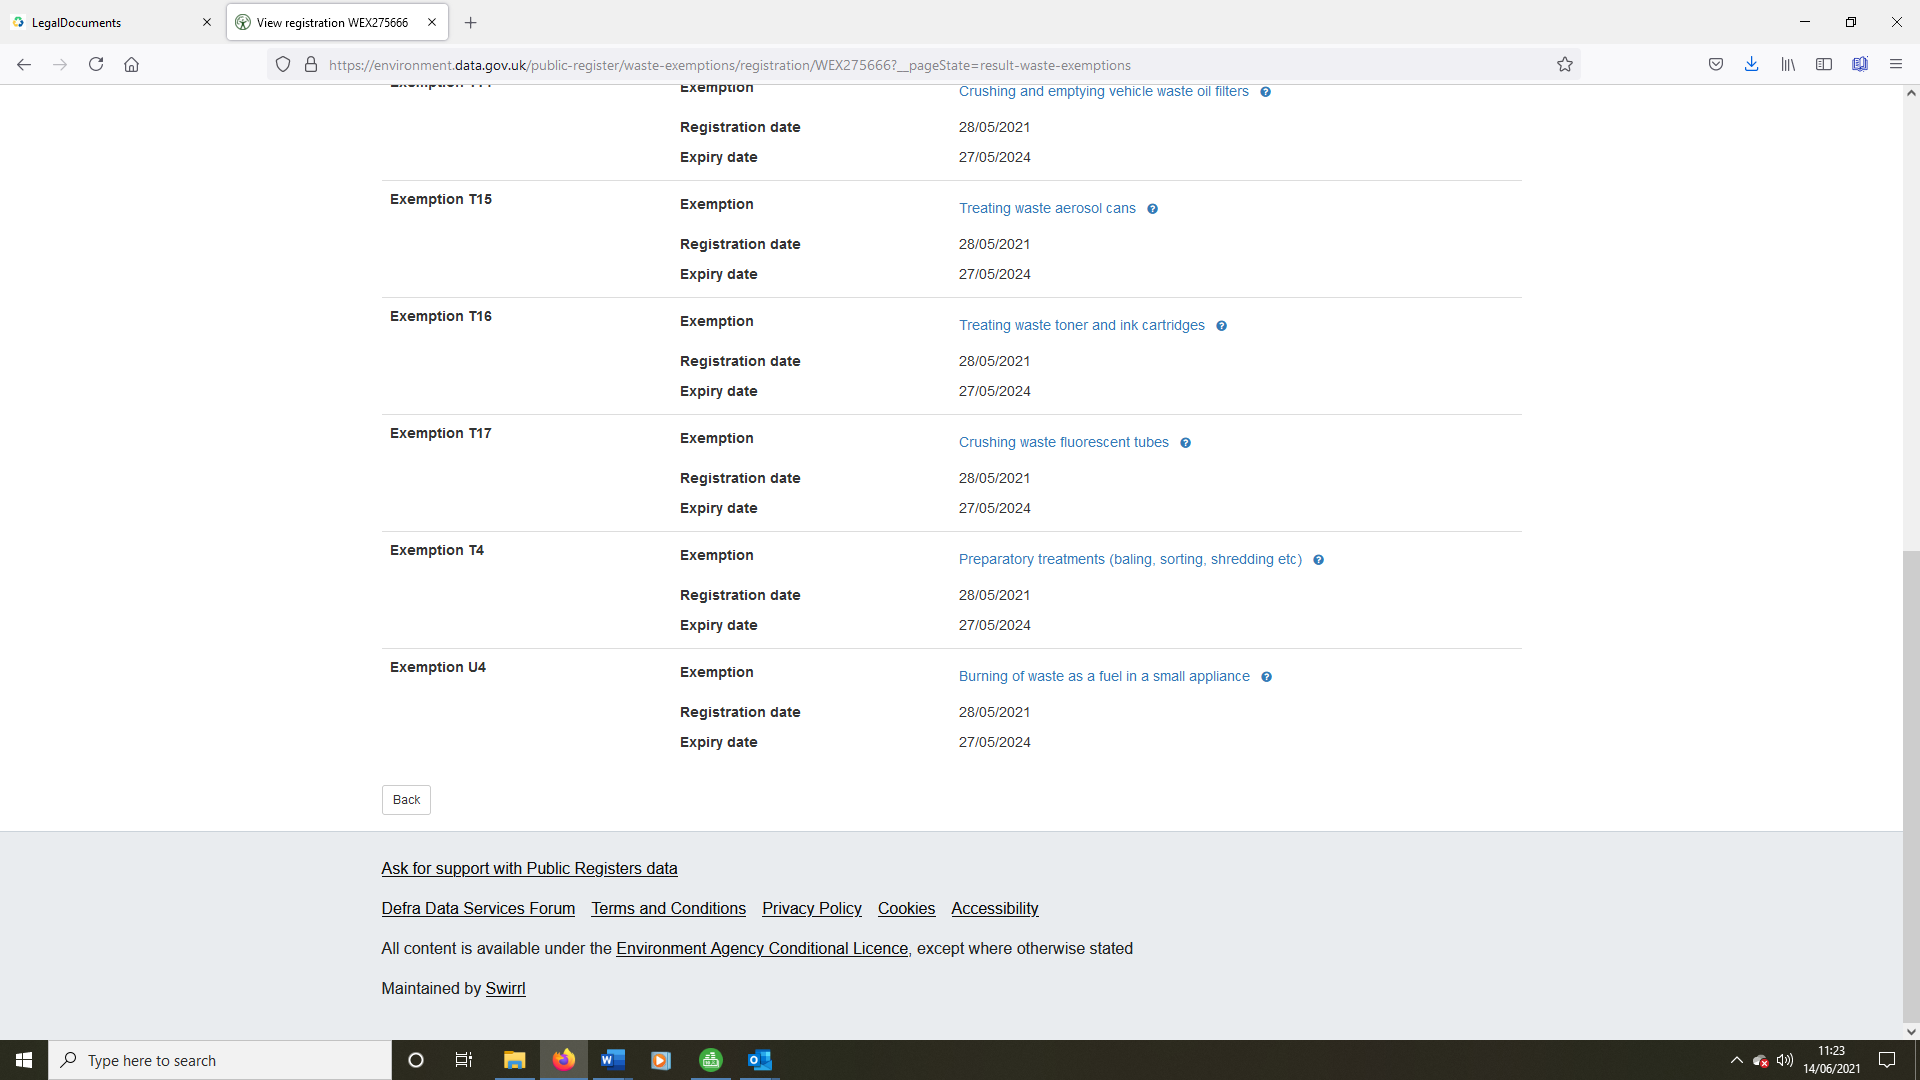 LegalDocuments
View registration WEX275666
https://environment.data.gov.uk/public-register/waste-exemptions/registration/WEX275666?__pageState=result-waste-exemptions
Exemption Crushing and emptying vehicle waste oil filters
Registration date 28/05/2021
Expiry date 27/05/2024
Exemption T15 Exemption Treating waste aerosol cans
Registration date 28/05/2021
Expiry date 27/05/2024
Exemption T16 Exemption Treating waste toner and ink cartridges
Registration date 28/05/2021
Expiry date 27/05/2024
Exemption T17 Exemption Crushing waste fluorescent tubes
Registration date 28/05/2021
Expiry date 27/05/2024
Exemption T4 Exemption Preparatory treatments (baling, sorting, shredding etc)
Registration date 28/05/2021
Expiry date 27/05/2024
Exemption U4 Exemption Burning of waste as a fuel in a small appliance
Registration date 28/05/2021
Expiry date 27/05/2024
Back
Ask for support with Public Registers data
Defra Data Services Forum Terms and Conditions Privacy Policy Cookies Accessibility
All content is available under the Environment Agency Conditional Licence, except where otherwise stated
Maintained by Swirrl
Type here to search
11:23
14/06/2021